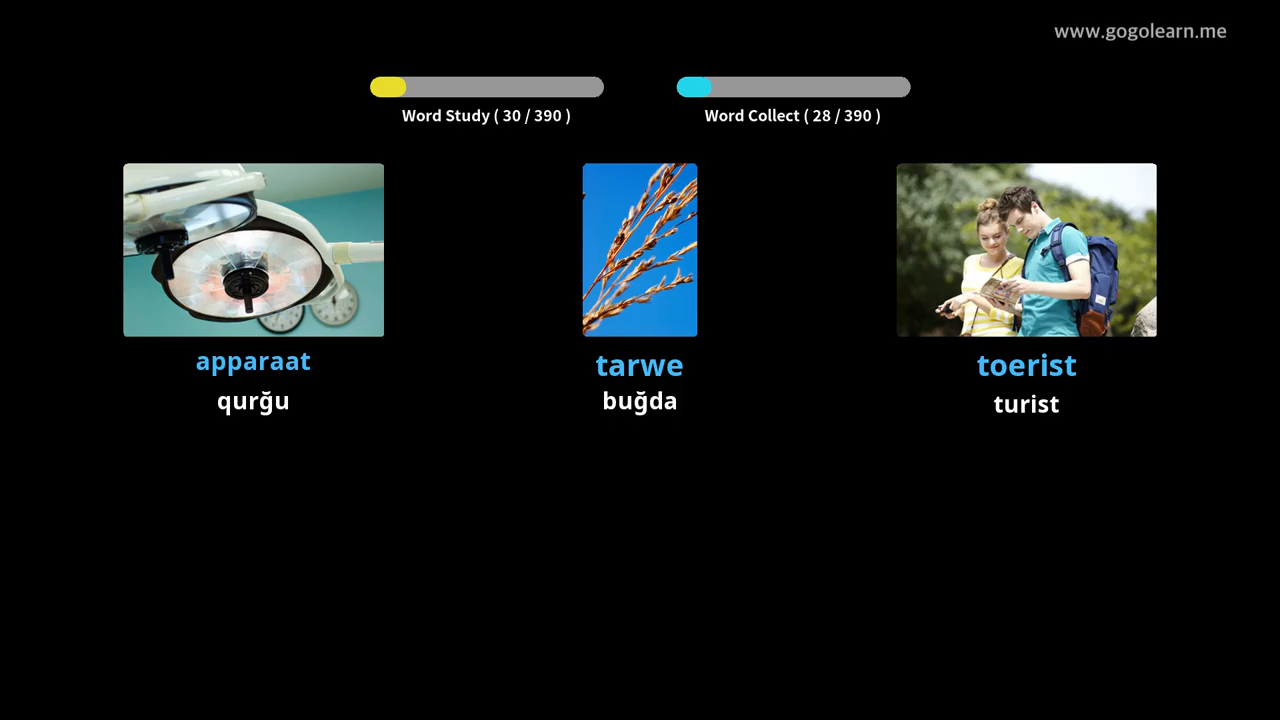 www.gogolearn.me
Word Study ( 30 / 390 )
Word Collect ( 28 / 390 )
apparaat
qurğu
tarwe
buğda
toerist
turist